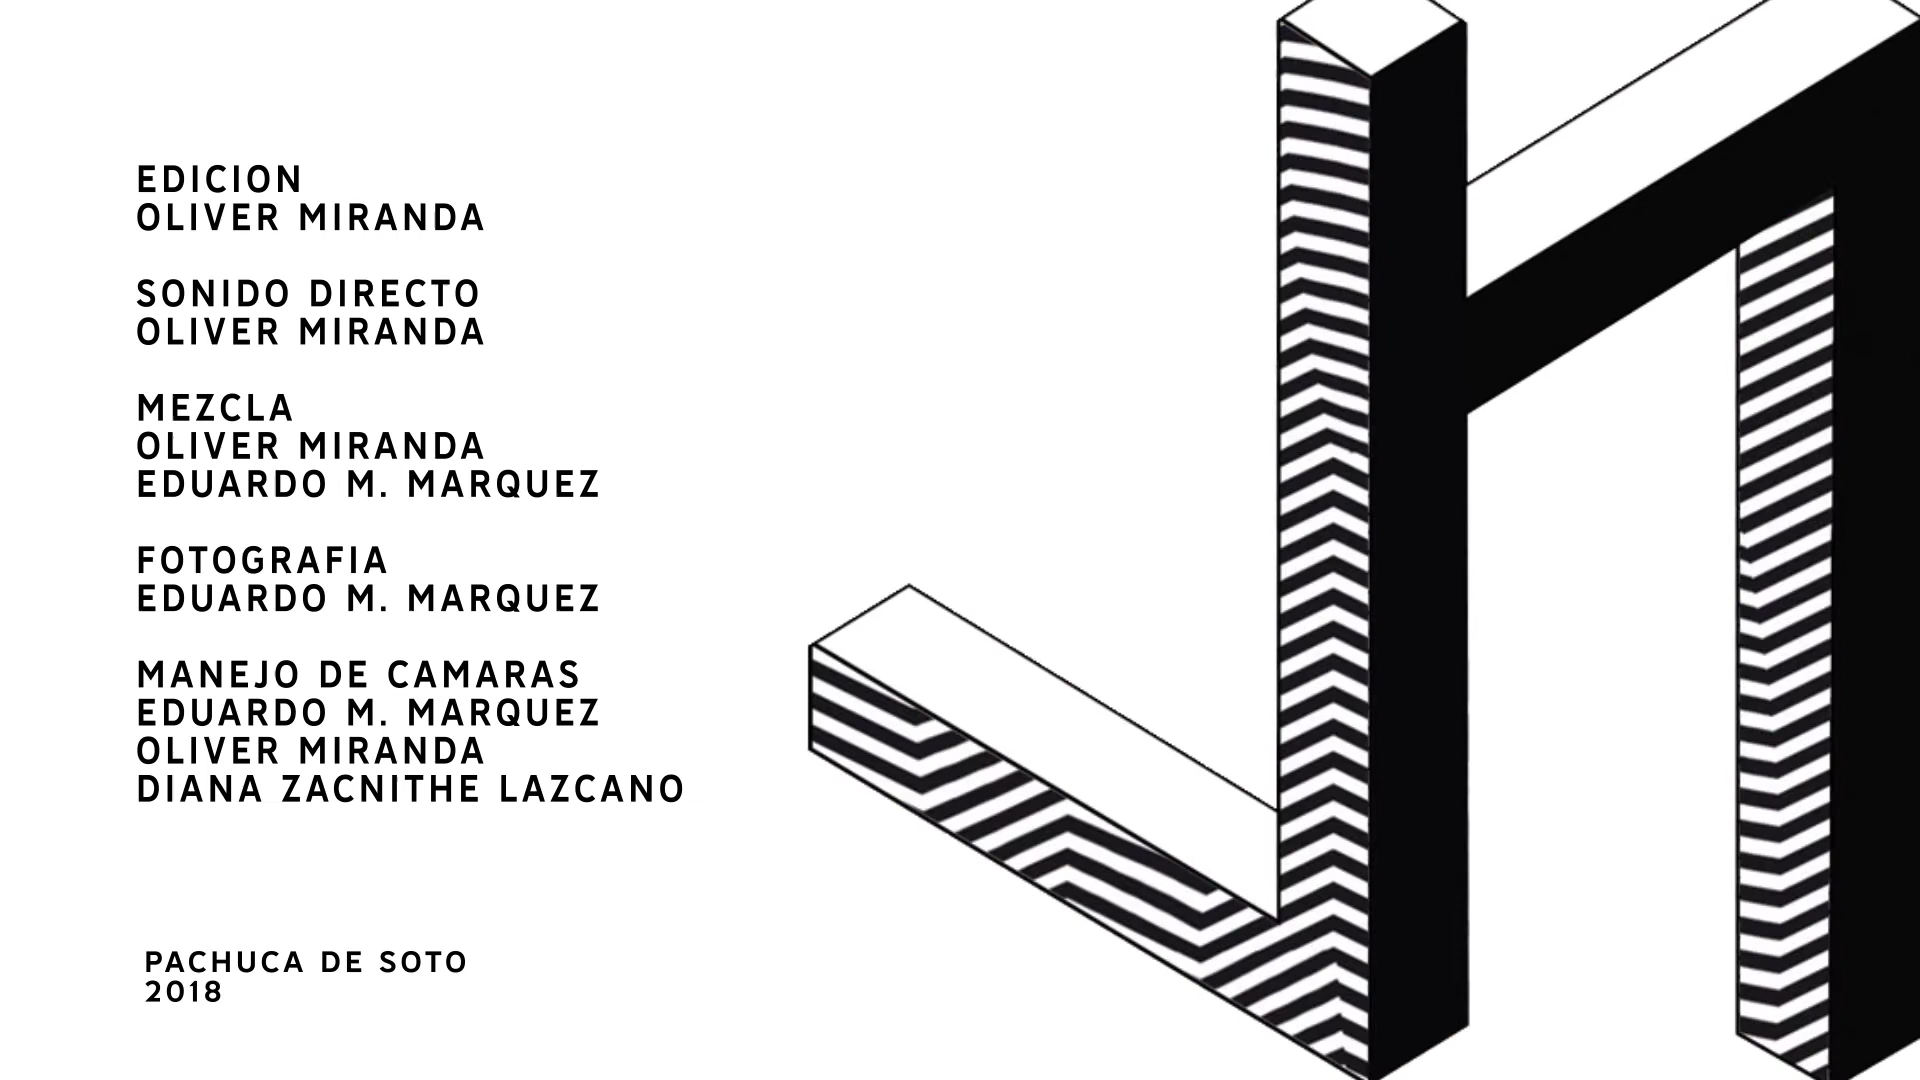 EDICION
OLIVER MIRANDA
SONIDO DIRECTO
OLIVER MIRANDA
MEZCLA
OLIVER MIRANDA
EDUARDO M. MARQUEZ
FOTOGRAFIA
EDUARDO M. MARQUEZ
MANEJO DE CAMARAS
EDUARDO M. MARQUEZ
OLIVER MIRANDA
DIANA ZACNITHE LAZCANO
PACHUCA DE SOTO
2018